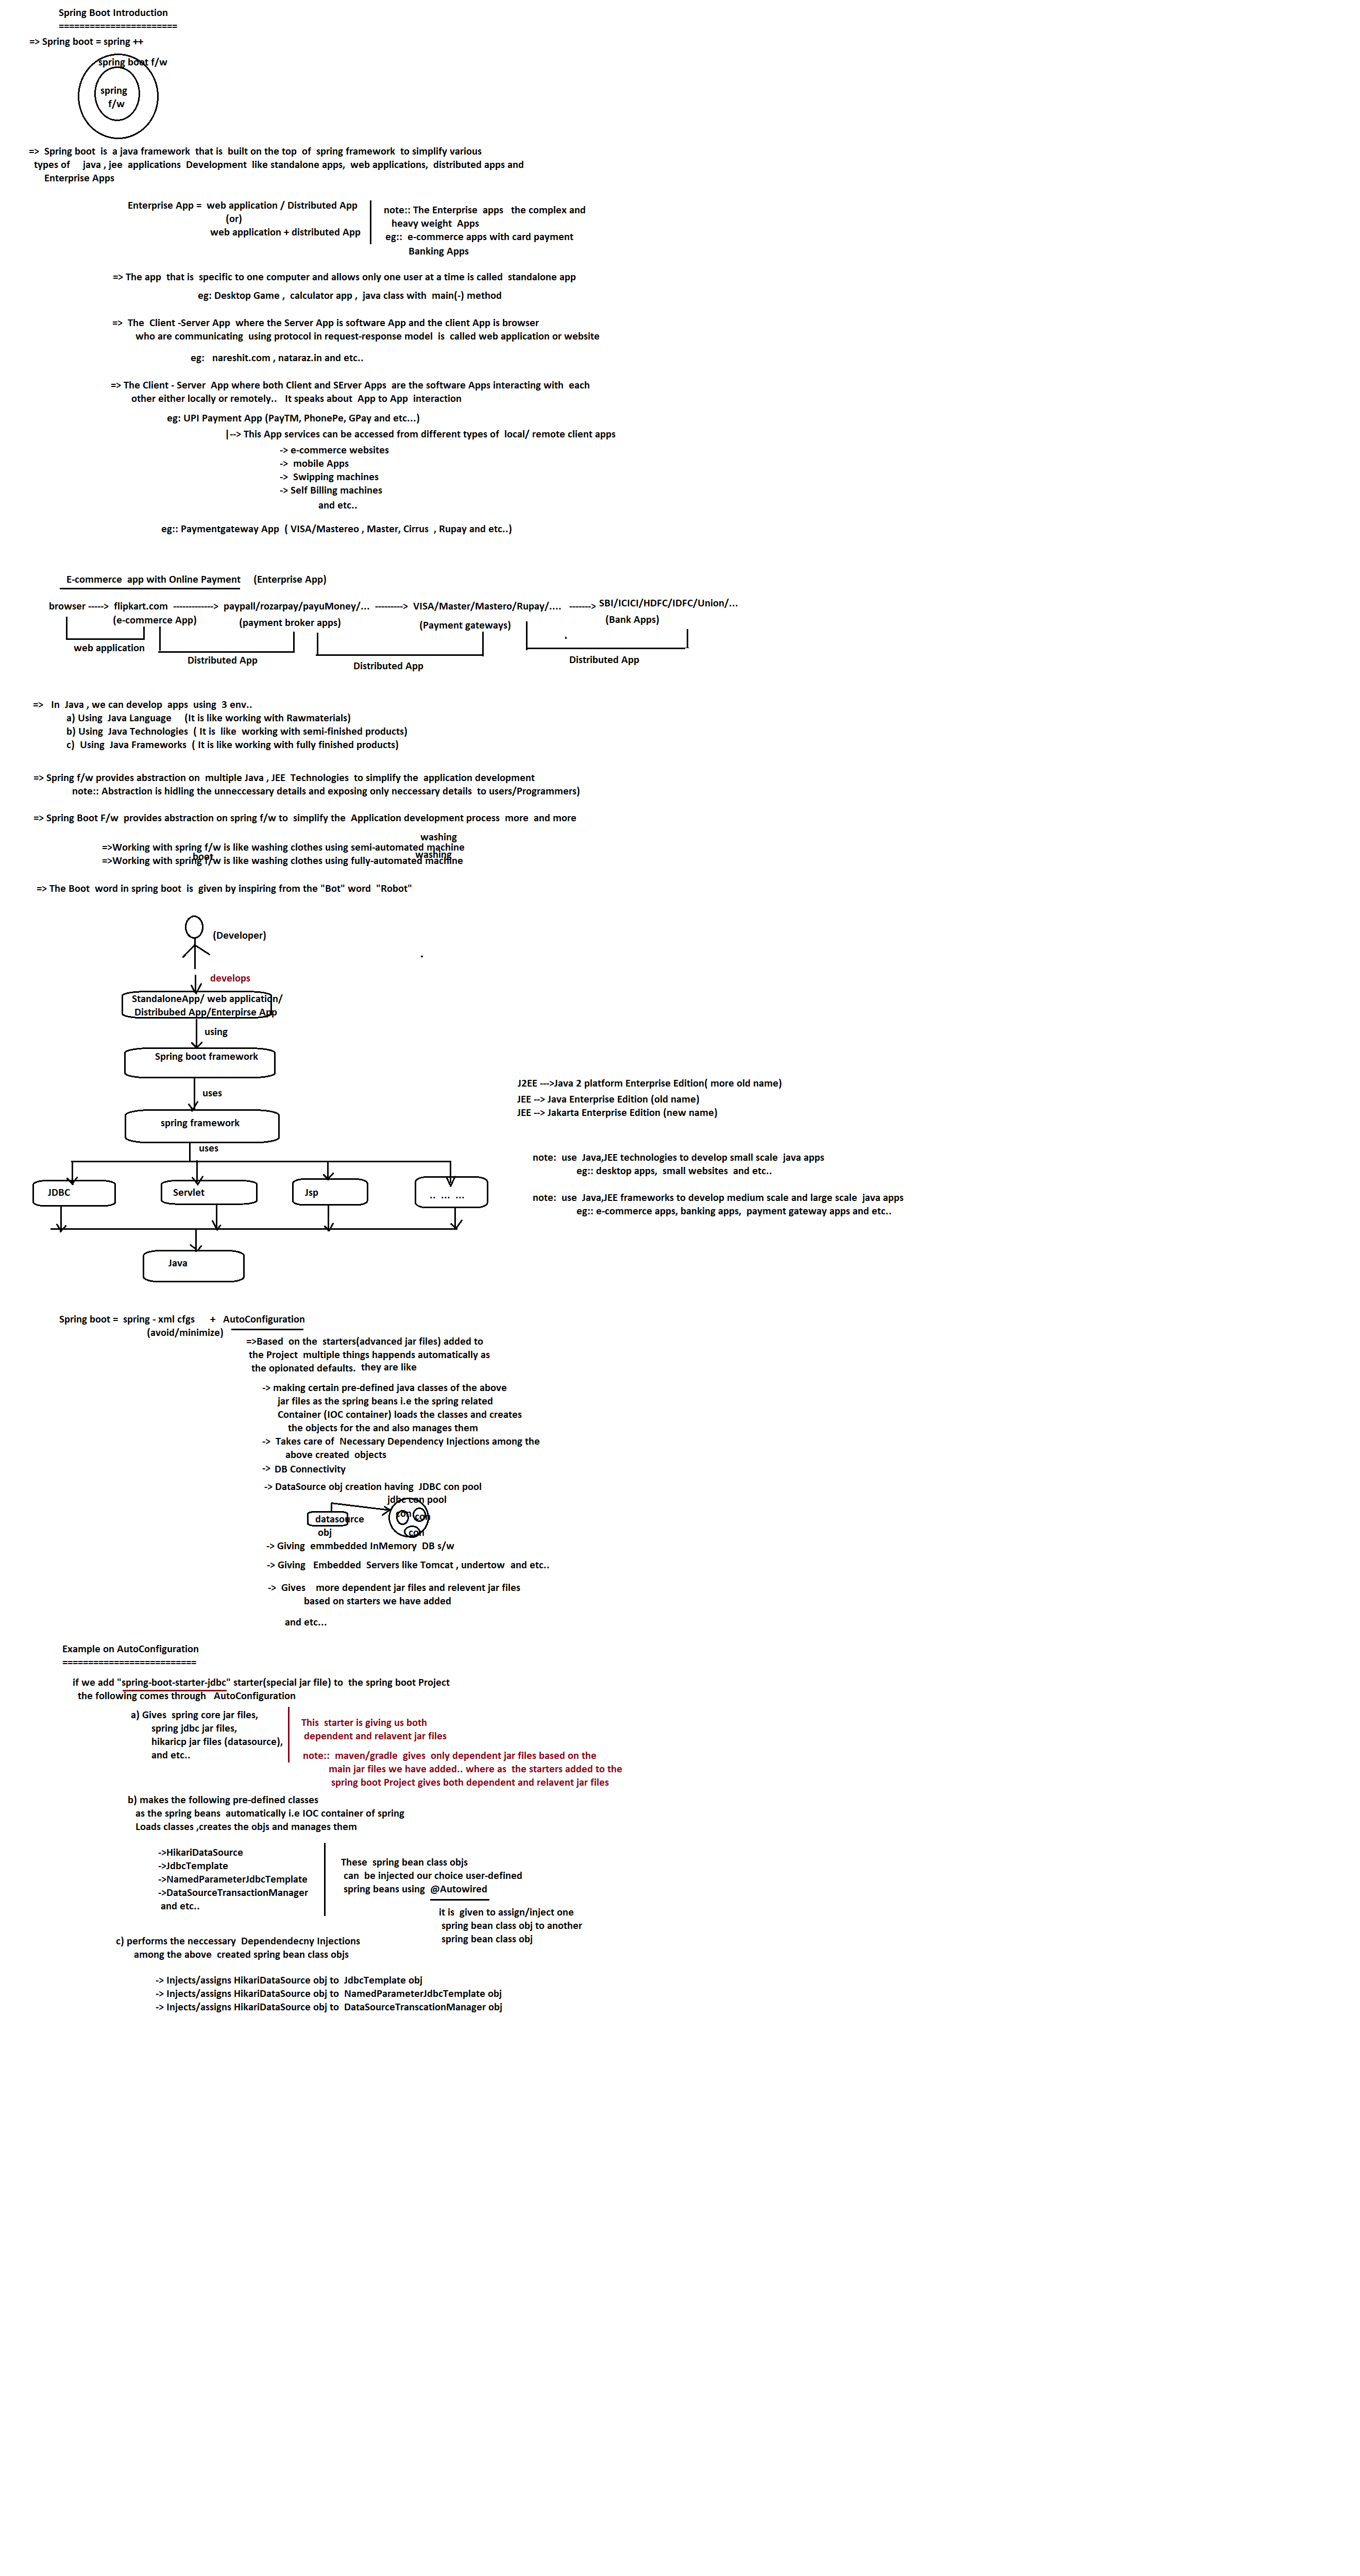 Spring Boot Introduction
=======================
=> Spring boot = spring ++
spring boot f/w
spring
f/w
=>  Spring boot  is  a java framework  that is  built on the top  of  spring framework  to simplify various
types of     java , jee  applications  Development  like standalone apps,  web applications,  distributed apps and
Enterprise Apps
Enterprise App =  web application / Distributed App
(or)
web application + distributed App
note:: The Enterprise  apps   the complex and
heavy weight  Apps
eg::  e-commerce apps with card payment
Banking Apps
=> The app  that is  specific to one computer and allows only one user at a time is called  standalone app
eg: Desktop Game ,  calculator app ,  java class with  main(-) method
=>  The  Client -Server App  where the Server App is software App and the client App is browser
who are communicating  using protocol in request-response model  is  called web application or website
eg:   nareshit.com , nataraz.in and etc..
=> The Client - Server  App where both Client and SErver Apps  are the software Apps interacting with  each
other either locally or remotely..   It speaks about  App to App  interaction
eg: UPI Payment App (PayTM, PhonePe, GPay and etc...)
|--> This App services can be accessed from different types of  local/ remote client apps
-> e-commerce websites
->  mobile Apps
->  Swipping machines
-> Self Billing machines
and etc..
eg:: Paymentgateway App  ( VISA/Mastereo , Master, Cirrus  , Rupay and etc..)
E-commerce  app with Online Payment     (Enterprise App)
browser ----->  flipkart.com  ------------->  paypall/rozarpay/payuMoney/...  --------->  VISA/Master/Mastero/Rupay/....   ------->  SBI/ICICI/HDFC/IDFC/Union/...
(e-commerce App)
(payment broker apps)
(Payment gateways)
(Bank Apps)
web application
Distributed App
Distributed App
Distributed App
=>   In  Java , we can develop  apps  using  3 env..
a) Using  Java Language     (It is like working with Rawmaterials)
b) Using  Java Technologies  ( It is  like  working with semi-finished products)
c)  Using  Java Frameworks  ( It is like working with fully finished products)
=> Spring f/w provides abstraction on  multiple Java , JEE  Technologies  to simplify the  application development
note:: Abstraction is hidling the unneccessary details and exposing only neccessary details  to users/Programmers)
=> Spring Boot F/w  provides abstraction on spring f/w to  simplify the  Application development process  more  and more
washing
=>Working with spring f/w is like washing clothes using semi-automated machine
boot
washing
=>Working with spring f/w is like washing clothes using fully-automated machine
=> The Boot  word in spring boot  is  given by inspiring from the "Bot" word  "Robot"
(Developer)
develops
StandaloneApp/ web application/
Distribubed App/Enterpirse App
using
Spring boot framework
uses
spring framework
uses
JDBC
Servlet
Jsp
..  ...  ...
Java
J2EE --->Java 2 platform Enterprise Edition( more old name)
JEE --> Java Enterprise Edition (old name)
JEE --> Jakarta Enterprise Edition (new name)
note:  use  Java,JEE technologies to develop small scale  java apps
eg:: desktop apps,  small websites  and etc..
note:  use  Java,JEE frameworks to develop medium scale and large scale  java apps
eg:: e-commerce apps, banking apps,  payment gateway apps and etc..
Spring boot =  spring - xml cfgs      +   AutoConfiguration
(avoid/minimize)
=>Based  on the  starters(advanced jar files) added to
the Project  multiple things happends automatically as
the opionated defaults.  they are like
-> making certain pre-defined java classes of the above
jar files as the spring beans i.e the spring related
Container (IOC container) loads the classes and creates
the objects for the and also manages them
->  Takes care of  Necessary Dependency Injections among the
above created  objects
->  DB Connectivity
-> DataSource obj creation having  JDBC con pool
jdbc con pool
con
con
con
datasource
obj
-> Giving  emmbedded InMemory  DB s/w
-> Giving   Embedded  Servers like Tomcat , undertow  and etc..
->  Gives    more dependent jar files and relevent jar files
based on starters we have added
and etc...
Example on AutoConfiguration
==========================
if we add "spring-boot-starter-jdbc" starter(special jar file) to  the spring boot Project
the following comes through   AutoConfiguration
a) Gives  spring core jar files,
spring jdbc jar files,
hikaricp jar files (datasource),
and etc..
This  starter is giving us both
dependent and relavent jar files
note::  maven/gradle  gives  only dependent jar files based on the
main jar files we have added.. where as  the starters added to the
spring boot Project gives both dependent and relavent jar files
b) makes the following pre-defined classes
as the spring beans  automatically i.e IOC container of spring
Loads classes ,creates the objs and manages them
->HikariDataSource
->JdbcTemplate
->NamedParameterJdbcTemplate
->DataSourceTransactionManager
and etc..
These  spring bean class objs
can  be injected our choice user-defined
spring beans using  @Autowired
it is  given to assign/inject one
spring bean class obj to another
spring bean class obj
c) performs the neccessary  Dependendecny Injections
among the above  created spring bean class objs
-> Injects/assigns HikariDataSource obj to  JdbcTemplate obj
-> Injects/assigns HikariDataSource obj to  NamedParameterJdbcTemplate obj
-> Injects/assigns HikariDataSource obj to  DataSourceTranscationManager obj